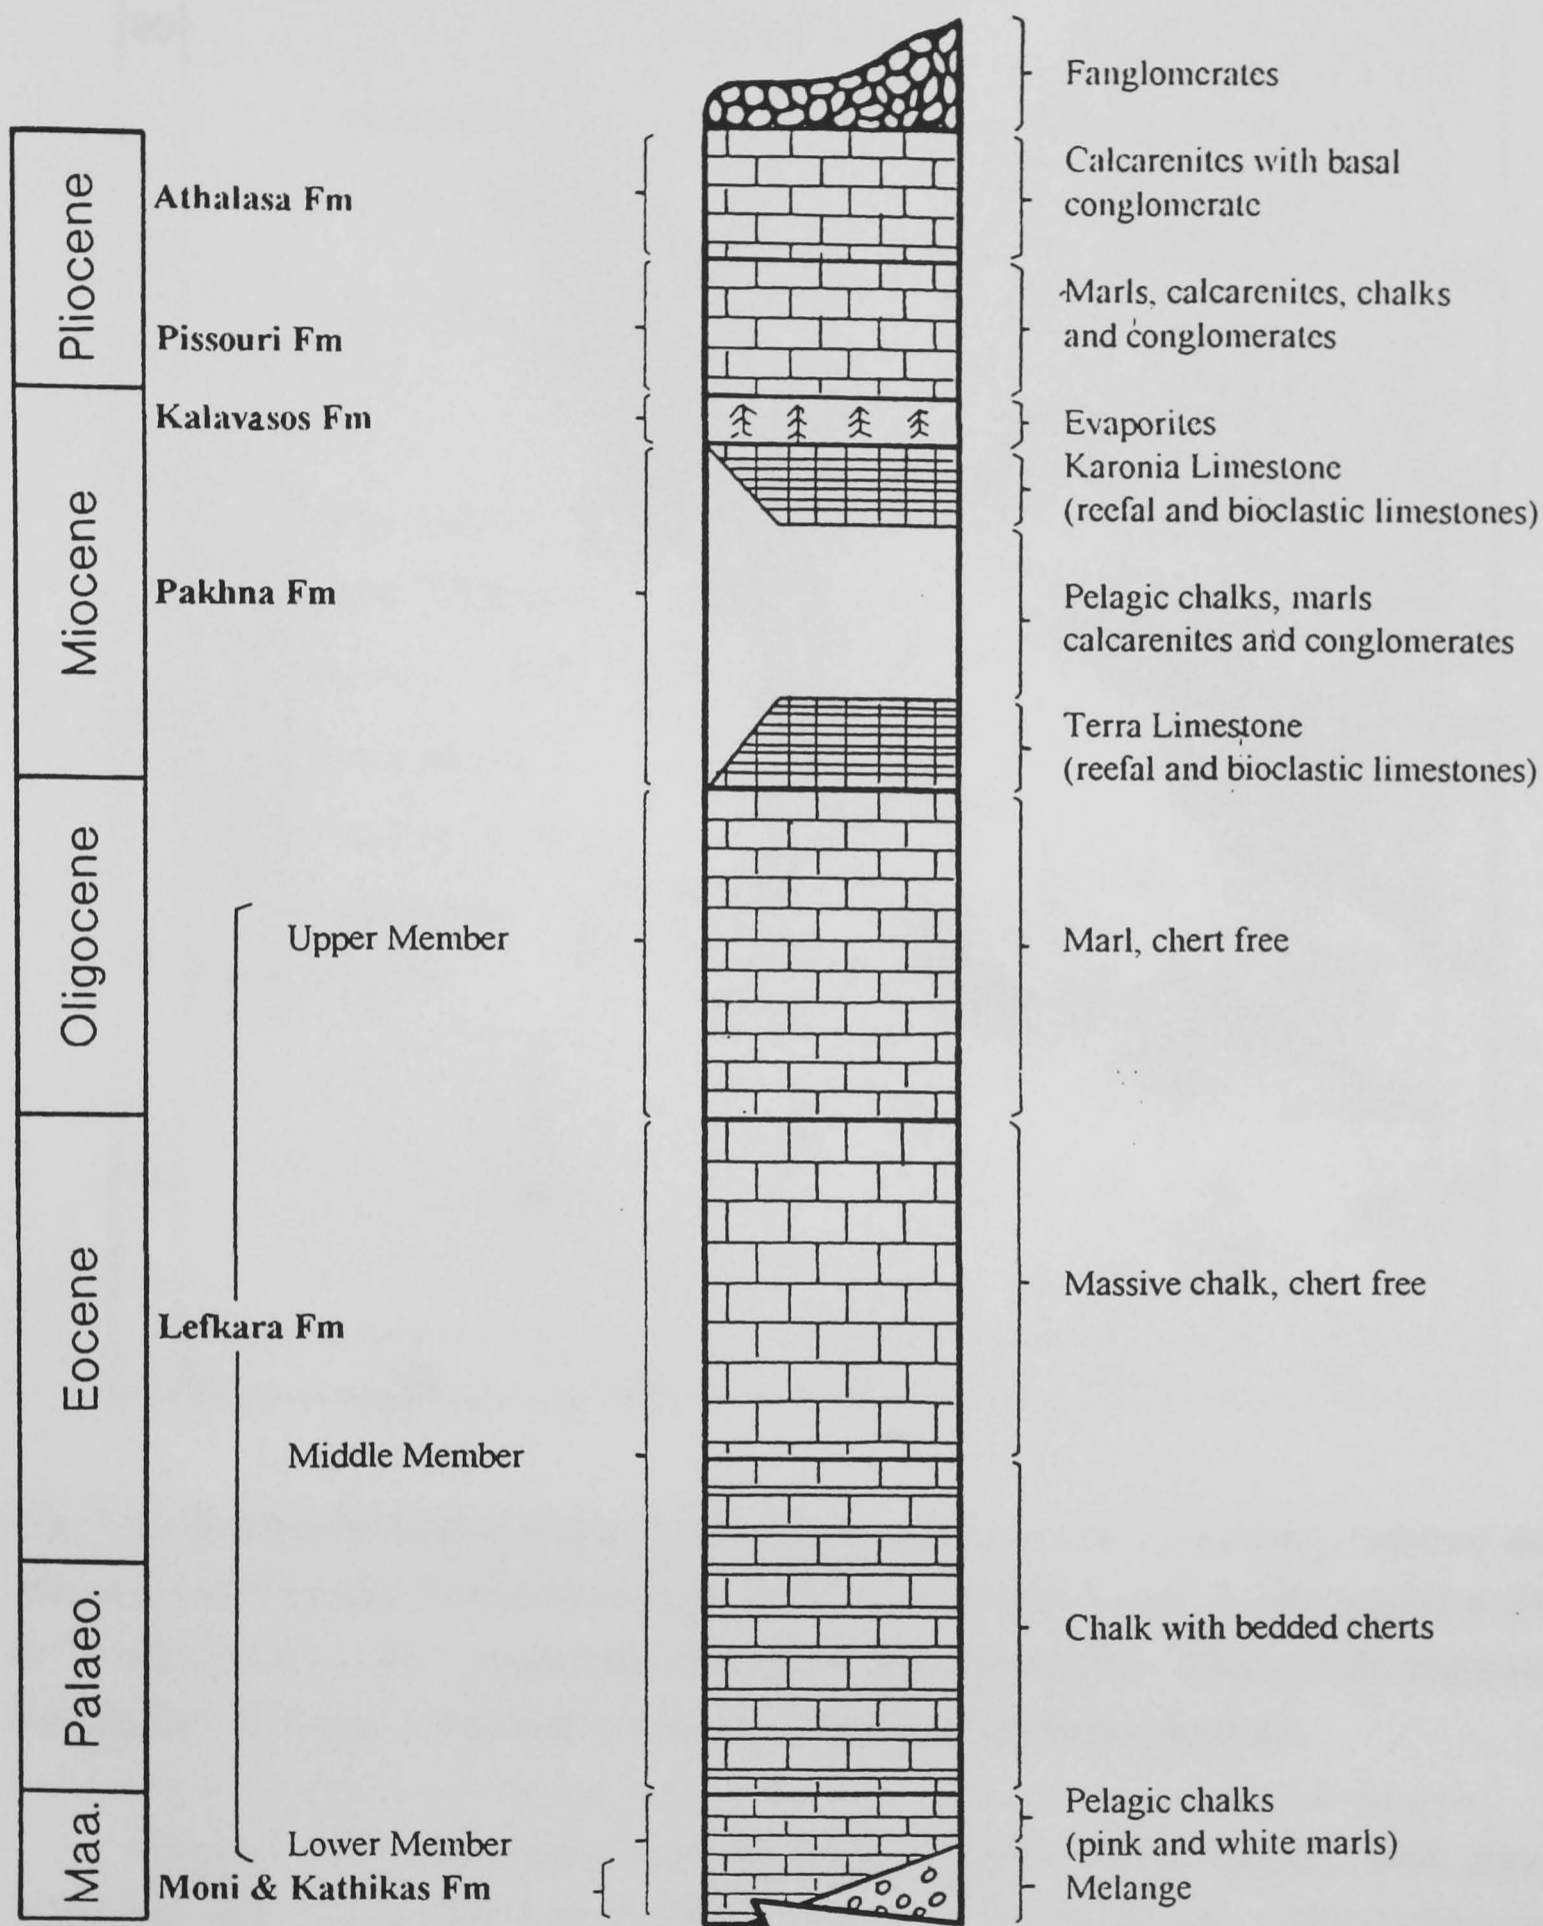 Fanglomerates
Pliocene
Athalasa Fm
Calcarenites with basal
conglomerate
Pissouri Fm
Marls, calcarenites, chalks
and conglomerates
Miocene
Kalavasos Fm
Evaporites
Karonia Limestone
(reefal and bioclastic limestones)
Pakhna Fm
Pelagic chalks, marls
calcarenites and conglomerates
Terra Limestone
(reefal and bioclastic limestones)
Oligocene
Upper Member
Marl, chert free
Eocene
Lefkara Fm
Massive chalk, chert free
Middle Member
Palaeo.
Chalk with bedded cherts
Maa.
Lower Member
Pelagic chalks
(pink and white marls)
Moni & Kathikas Fm
Melange